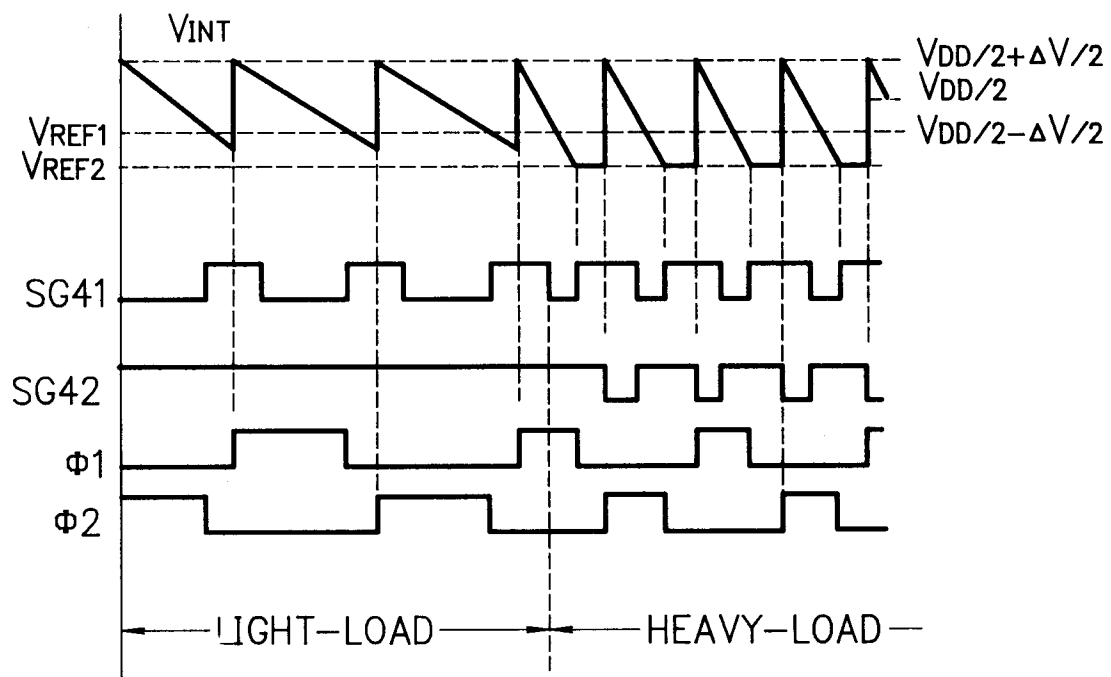 VINT
VDD/2+ΔV/2
VDD/2
VREF1
VDD/2−ΔV/2
VREF2
SG41
SG42
Φ1
Φ2
LIGHT-LOAD
HEAVY-LOAD